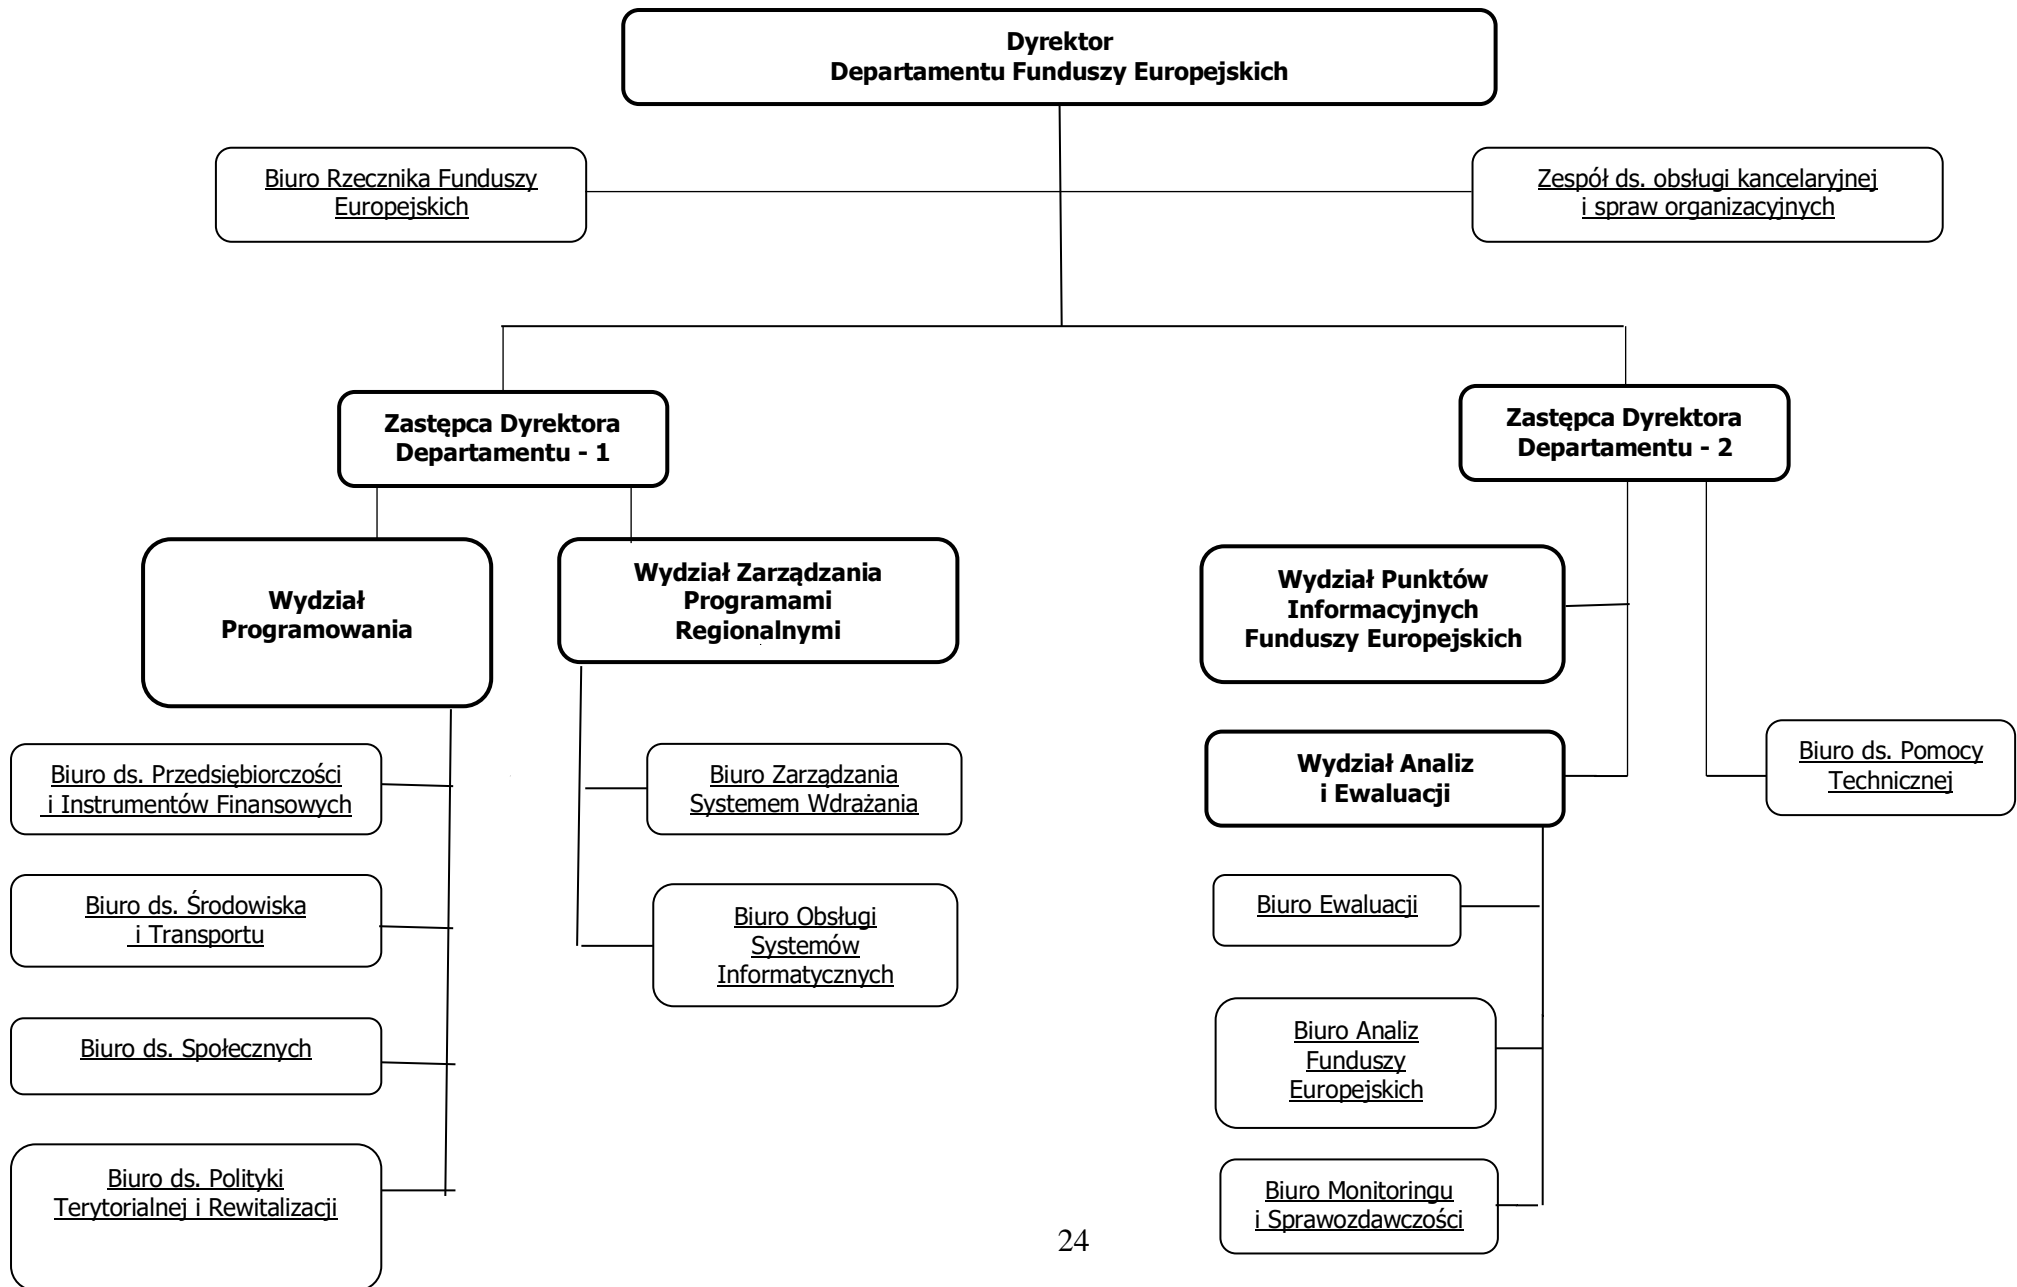 Dyrektor
Departamentu Funduszy Europejskich
Biuro Rzecznika Funduszy
Europejskich
Zespół ds. obsługi kancelaryjnej
i spraw organizacyjnych
Zastępca Dyrektora
Departamentu - 1
Zastępca Dyrektora
Departamentu - 2
Wydział
Programowania
Wydział Zarządzania
Programami
Regionalnymi
Wydział Punktów
Informacyjnych
Funduszy Europejskich
Biuro ds. Przedsiębiorczości
i Instrumentów Finansowych
Biuro Zarządzania
Systemem Wdrażania
Wydział Analiz
i Ewaluacji
Biuro ds. Pomocy
Technicznej
Biuro ds. Środowiska
i Transportu
Biuro Obsługi
Systemów
Informatycznych
Biuro Ewaluacji
Biuro ds. Społecznych
Biuro Analiz
Funduszy
Europejskich
Biuro ds. Polityki
Terytorialnej i Rewitalizacji
Biuro Monitoringu
i Sprawozdawczości
24